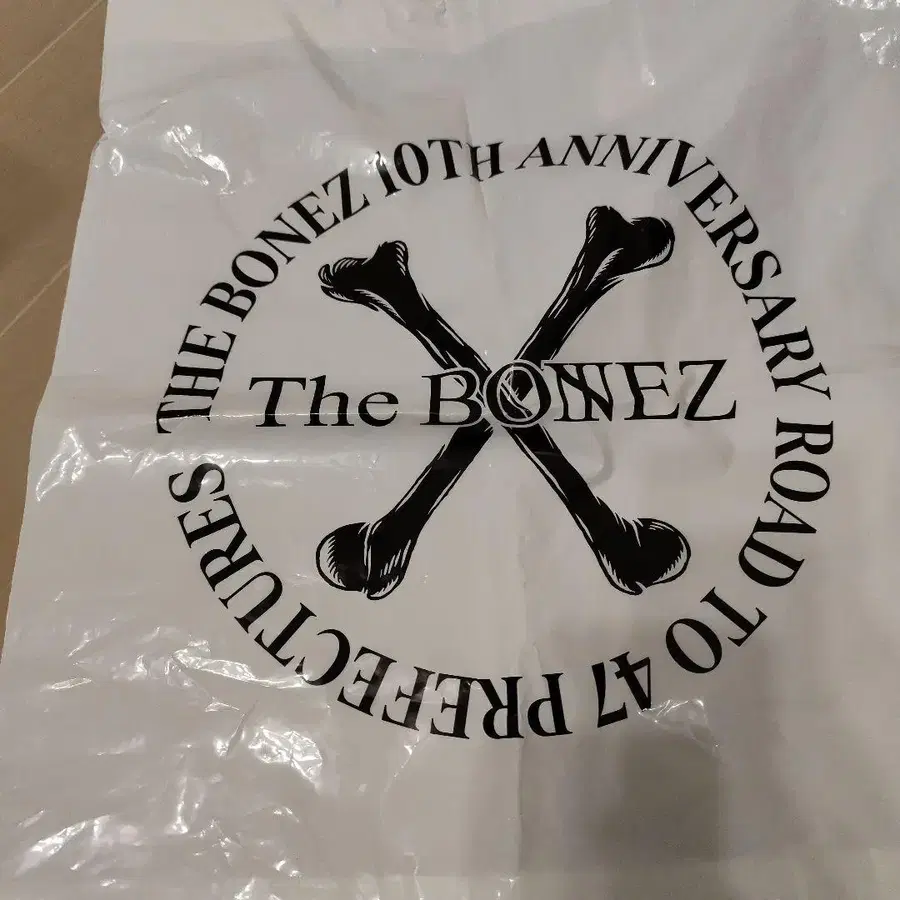 THE BONEZ 10TH ANNIVERSARY ROAD TO 47 PREFECTURES
The BONEZ